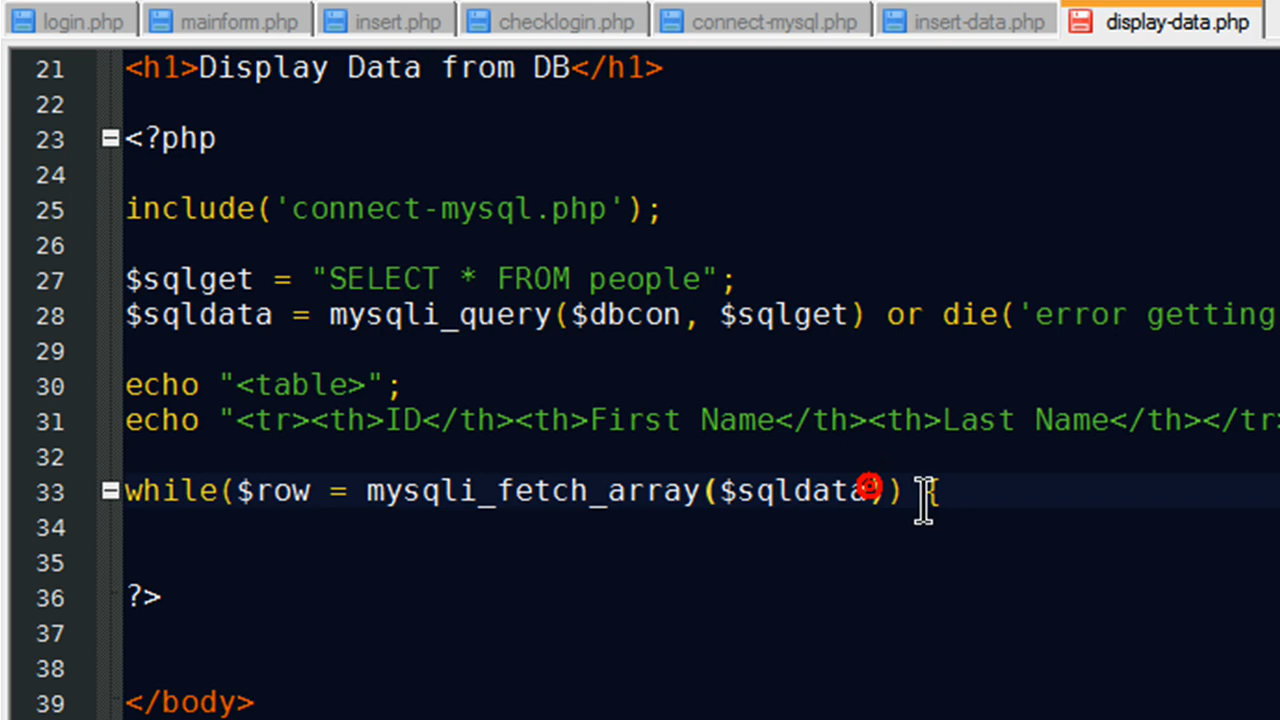 login.php mainform.php insert.php checklogin.php connect-mysql.php insert-data.php display-data.php
21 <h1>Display Data from DB</h1>
22
23 <?php
24
25 include('connect-mysql.php');
26
27 $sqlget = "SELECT * FROM people";
28 $sqldata = mysqli_query($dbcon, $sqlget) or die('error getting
29
30 echo "<table>";
31 echo "<tr><th>ID</th><th>First Name</th><th>Last Name</th></tr>
32
33 while($row = mysqli_fetch_array($sqldata)) {
34
35
36 ?>
37
38
39 </body>